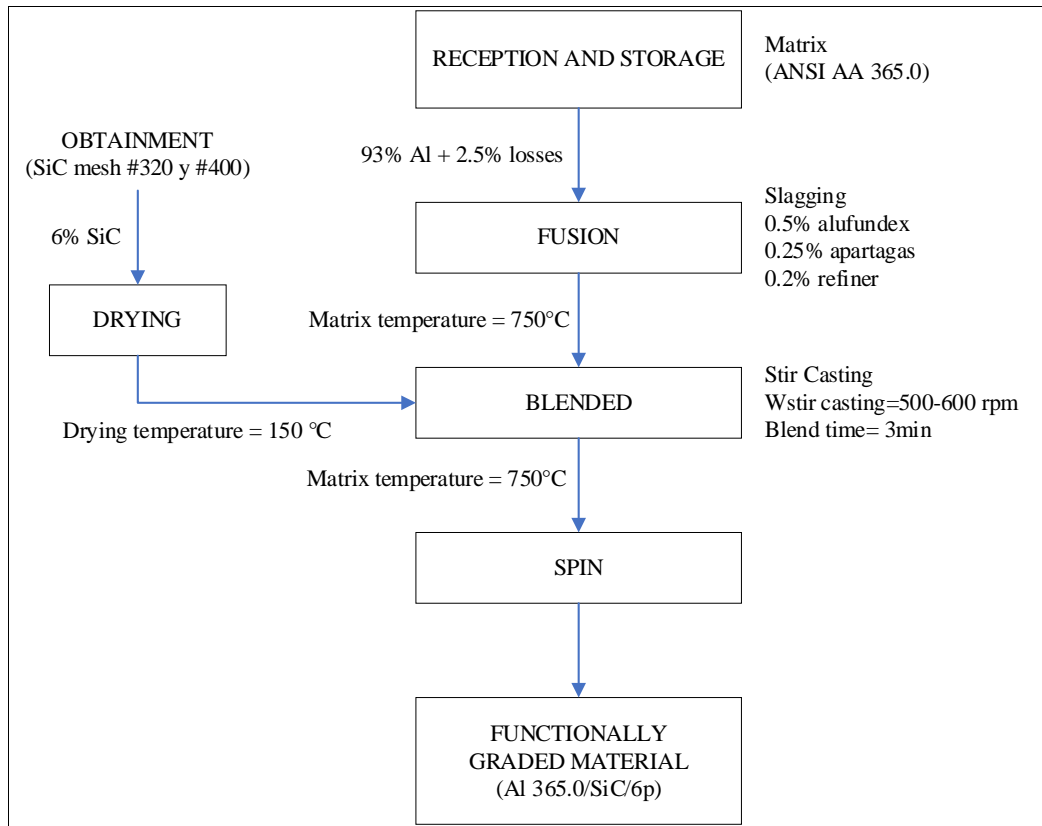 RECEPTION AND STORAGE
Matrix
(ANSI AA 365.0)
OBTAINMENT
(SiC mesh #320 y #400)
93% Al + 2.5% losses
6% SiC
FUSION
Slagging
0.5% alufundex
0.25% apartagas
0.2% refiner
DRYING
Matrix temperature = 750°C
BLENDED
Stir Casting
Wstir casting=500-600 rpm
Blend time= 3min
Drying temperature = 150 °C
Matrix temperature = 750°C
SPIN
FUNCTIONALLY
GRADED MATERIAL
(Al 365.0/SiC/6p)